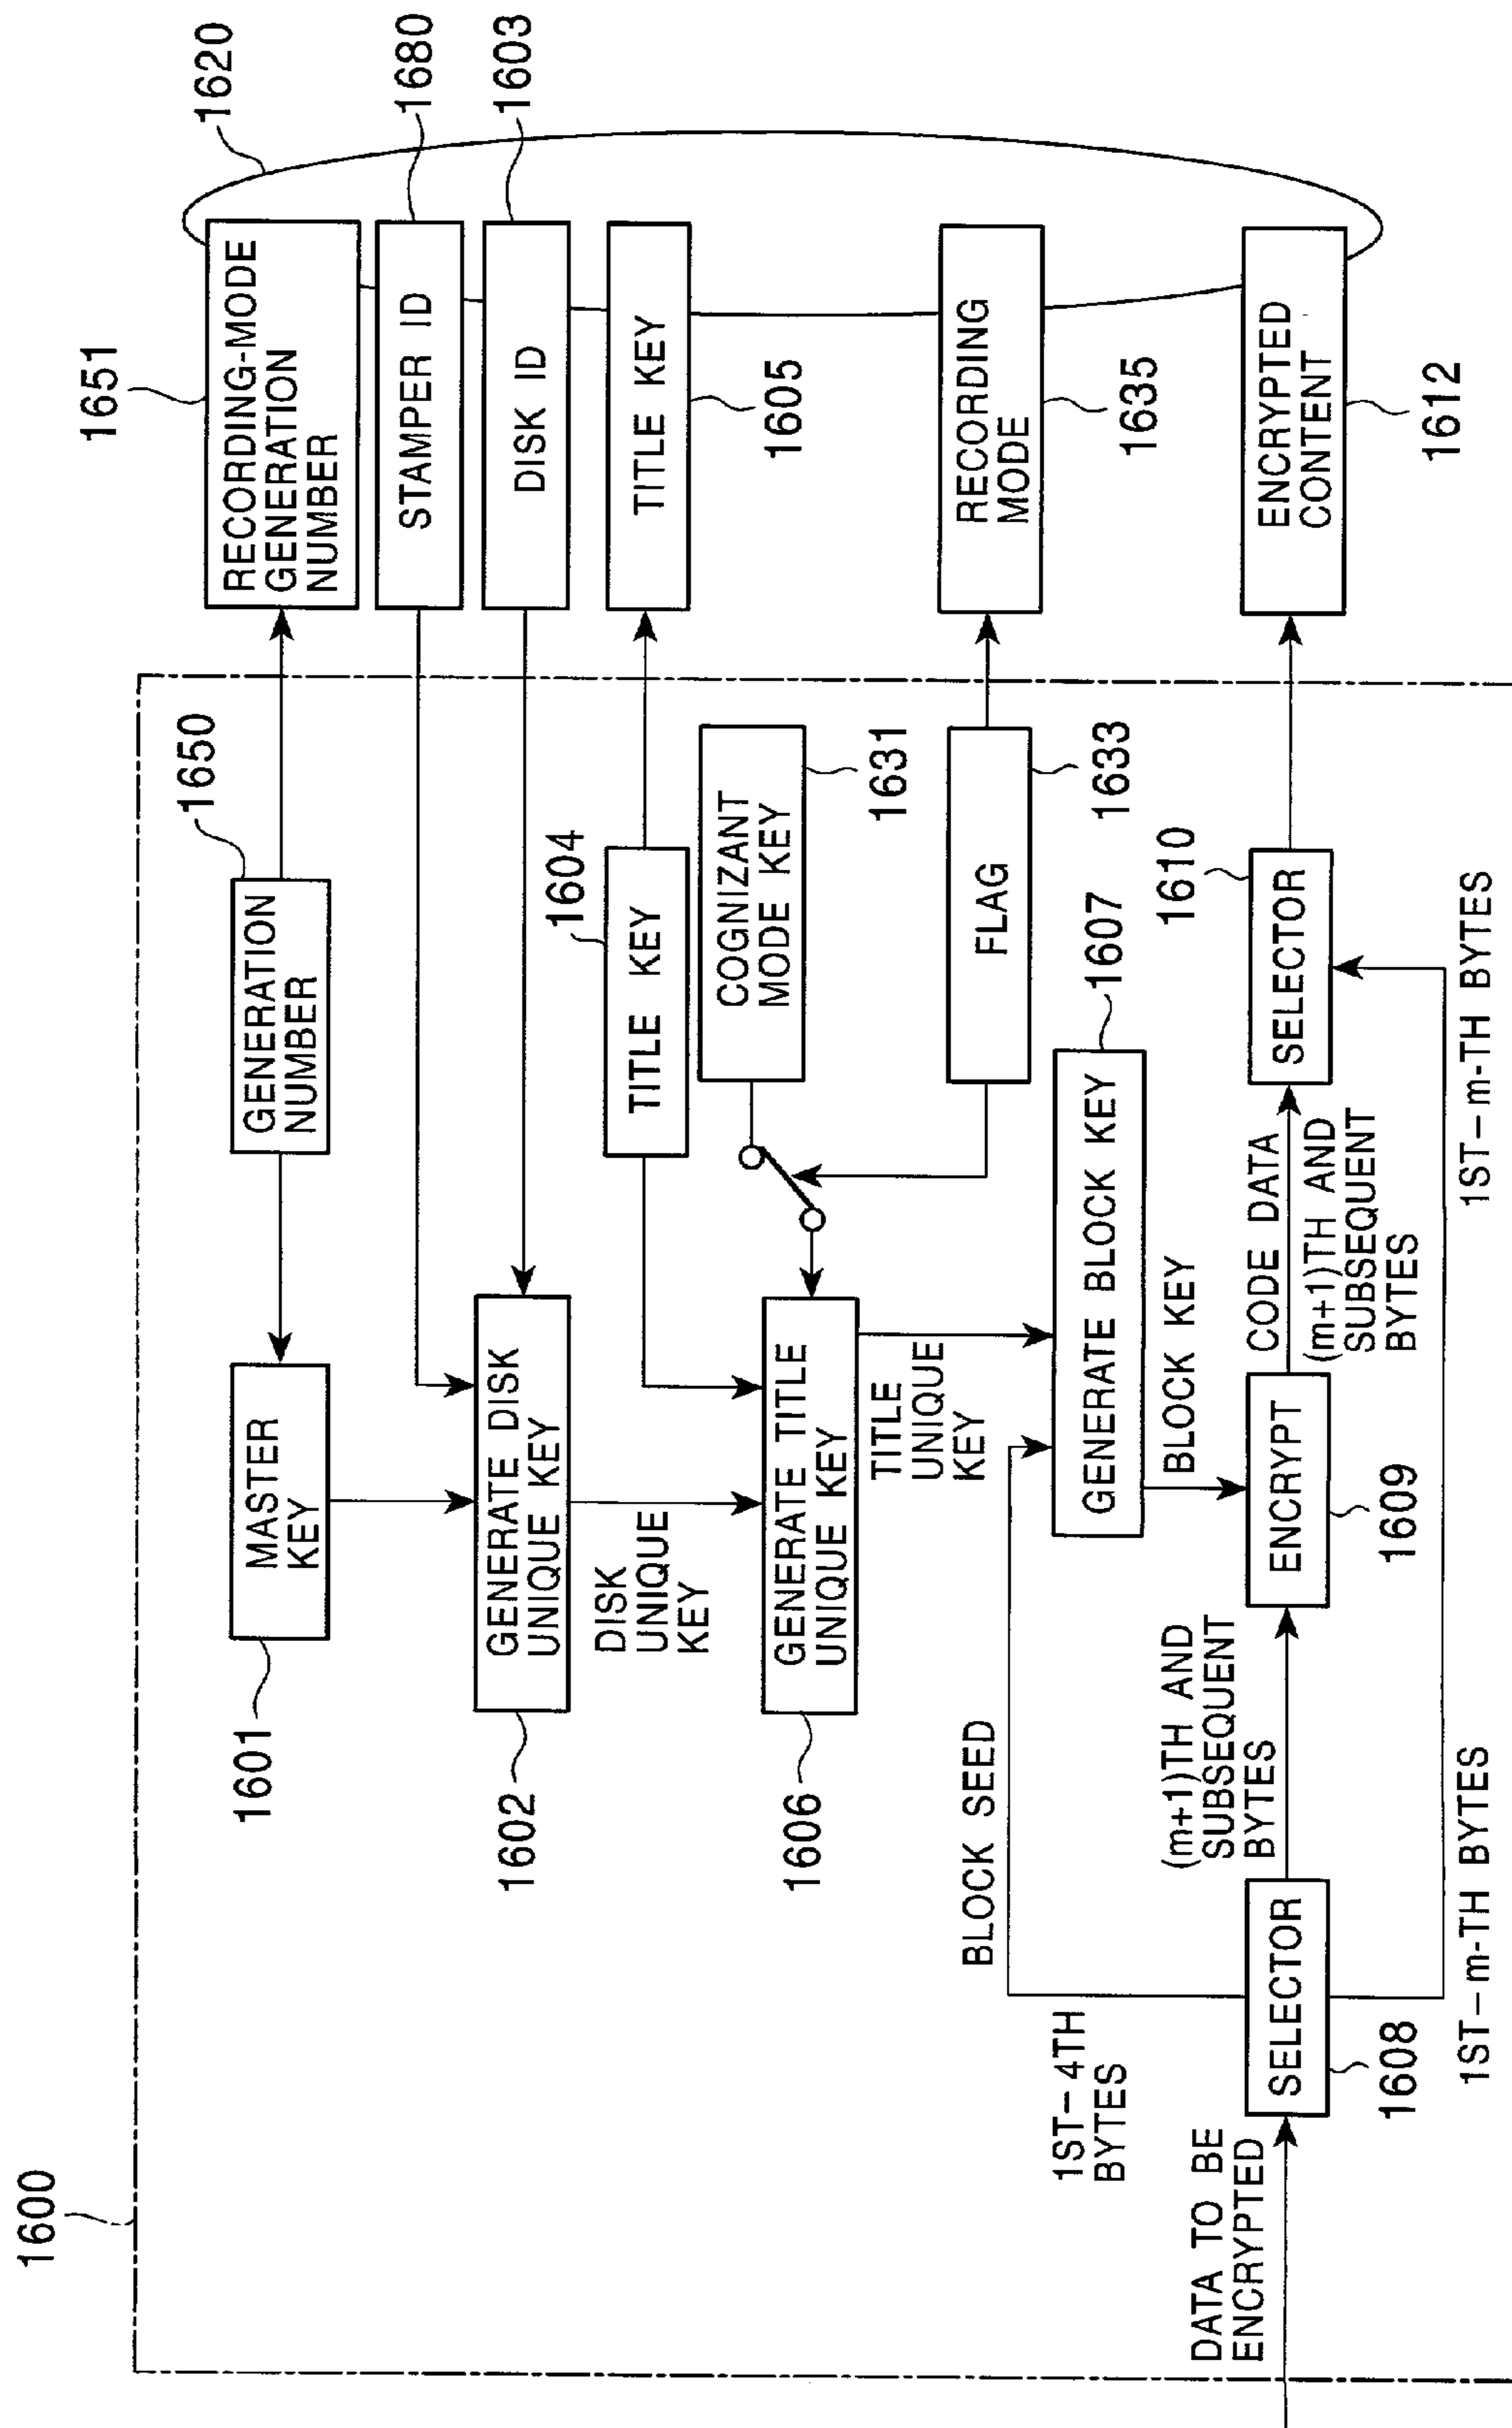 1600
1620
1651
RECORDING-MODE
GENERATION
NUMBER
1680
STAMPER ID
1603
DISK ID
TITLE KEY
1605
RECORDING
MODE
1635
ENCRYPTED
CONTENT
1612
1650
GENERATION
NUMBER
1604
TITLE KEY
COGNIZANT
MODE KEY
1631
FLAG
1633
1601
MASTER
KEY
1602
GENERATE DISK
UNIQUE KEY
DISK
UNIQUE
KEY
1606
GENERATE TITLE
UNIQUE KEY
TITLE
UNIQUE
KEY
1607
GENERATE BLOCK KEY
BLOCK KEY
BLOCK SEED
1ST-4TH
BYTES
DATA TO BE
ENCRYPTED
SELECTOR
1608
(m+1)TH AND
SUBSEQUENT
BYTES
ENCRYPT
1609
CODE DATA
(m+1)TH AND
SUBSEQUENT
BYTES
1610
SELECTOR
1ST-m-TH BYTES
1ST-m-TH BYTES